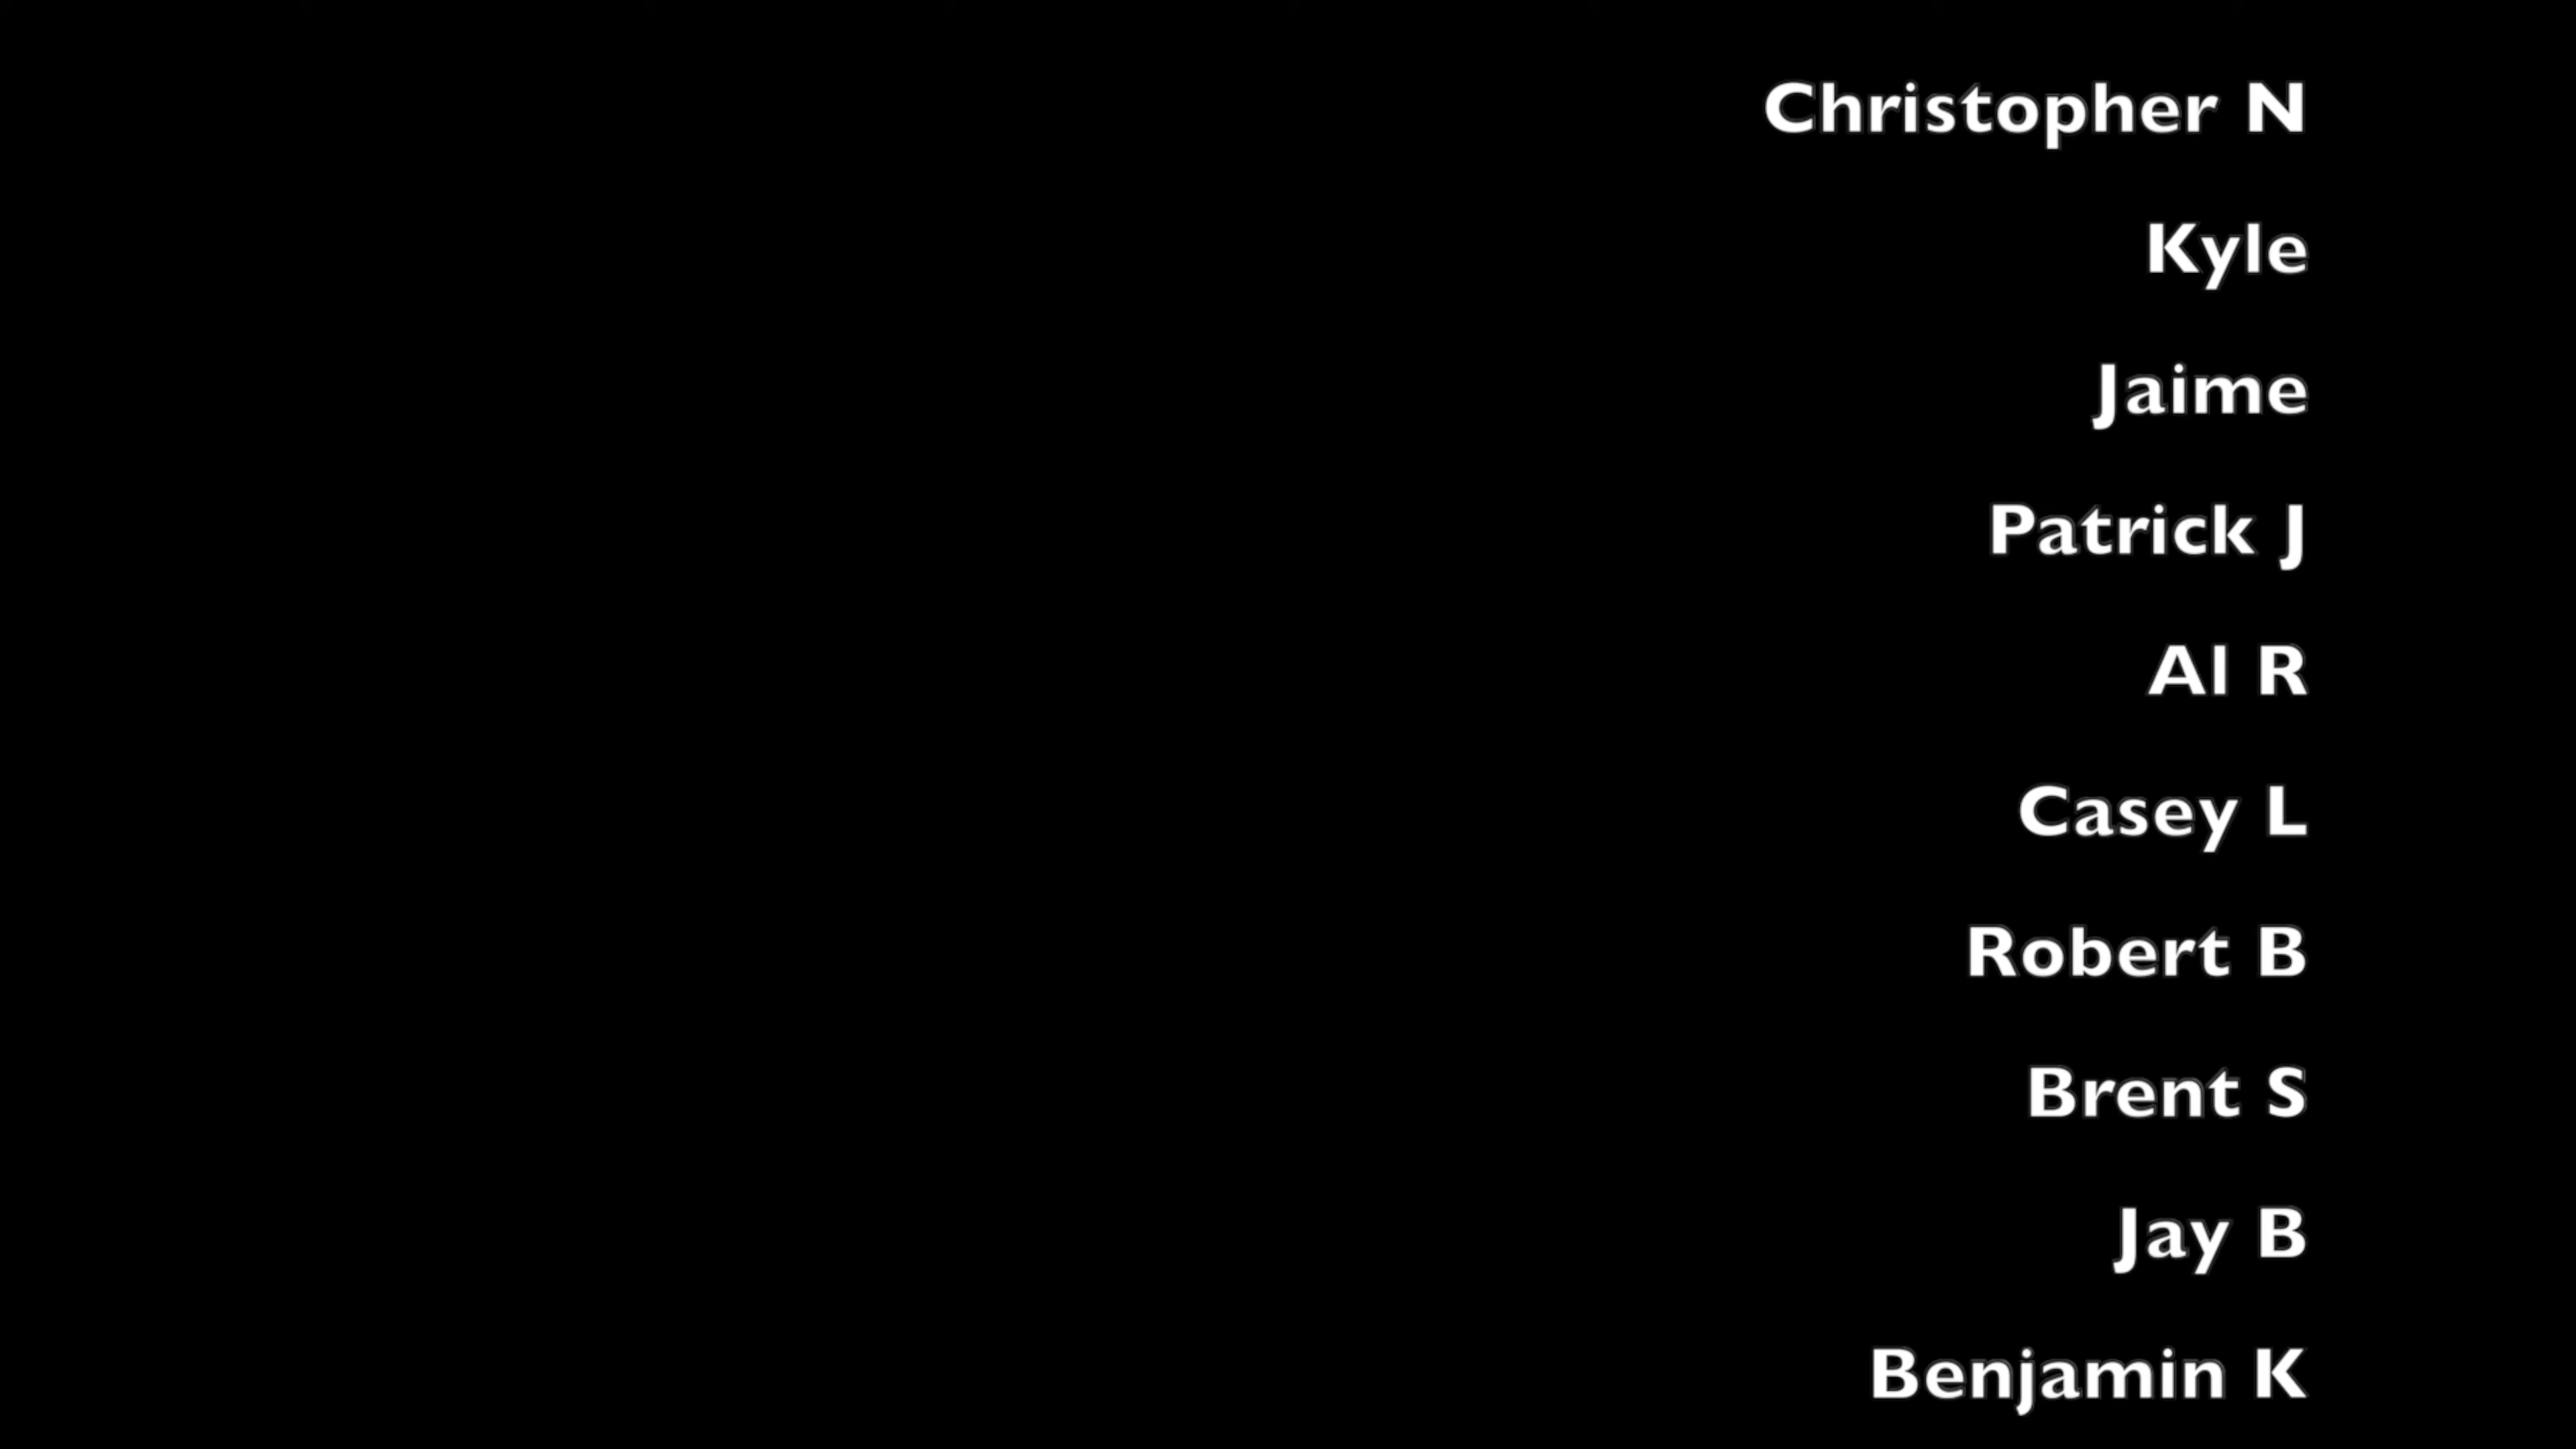 Christopher N
Kyle
Jaime
Patrick J
Al R
Casey L
Robert B
Brent S
Jay B
Benjamin K